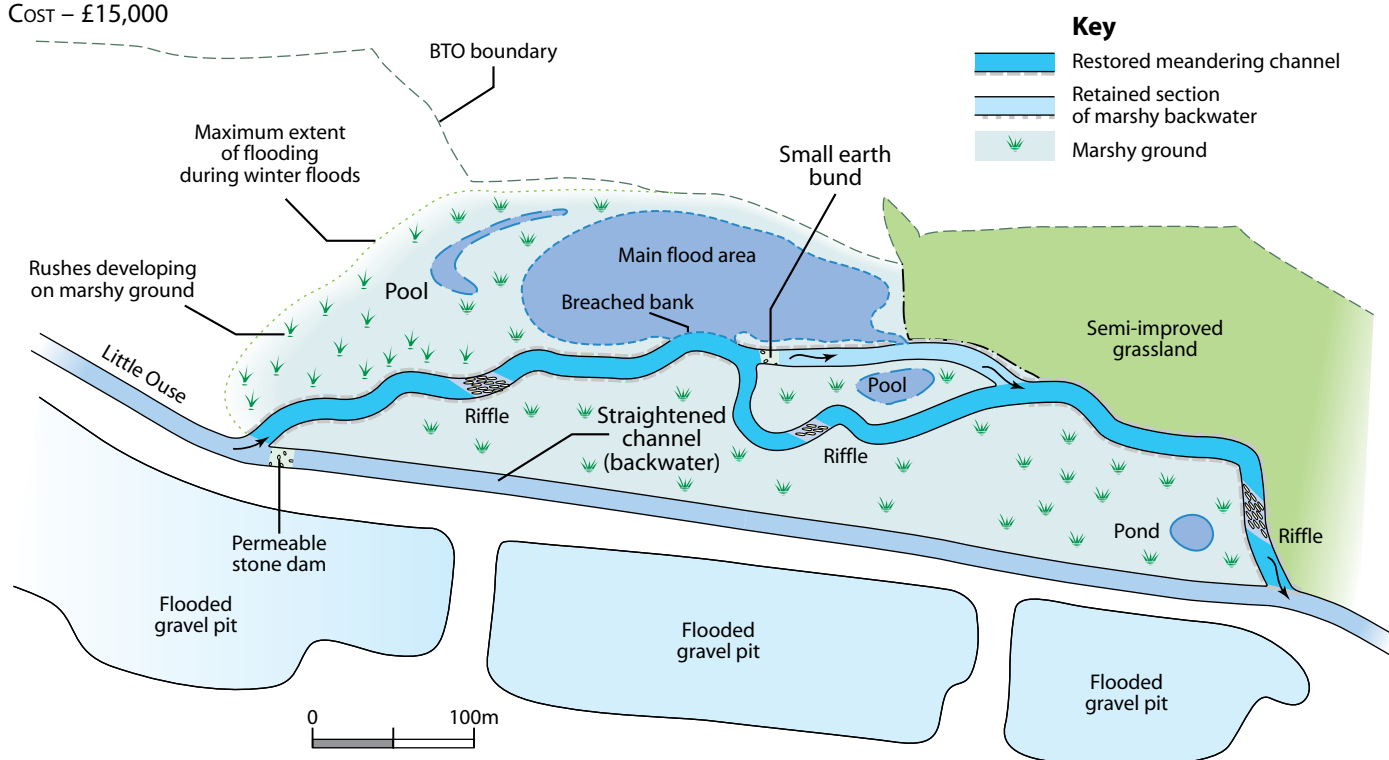 COST – £15,000
BTO boundary
Maximum extent
of flooding
during winter floods
Rushes developing
on marshy ground
Small earth
bund
Key
Restored meandering channel
Retained section
of marshy backwater
Marshy ground
Main flood area
Pool
Breached bank
Semi-improved
grassland
Little Ouse
Riffle
Straightened
channel
(backwater)
Pool
Riffle
Permeable
stone dam
Pond
Riffle
Flooded
gravel pit
Flooded
gravel pit
Flooded
gravel pit
0
100m